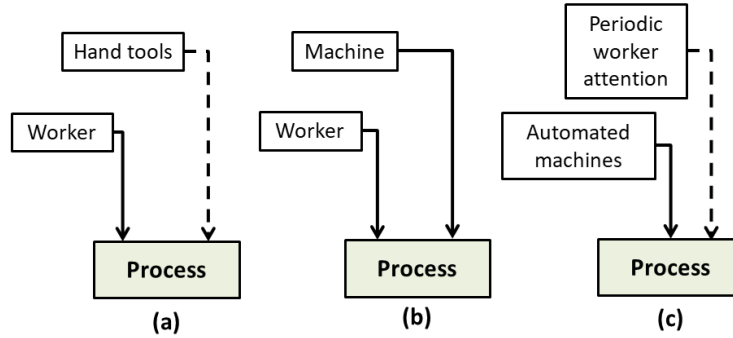 Hand tools
Worker
Process
(a)
Machine
Worker
Process
(b)
Periodic
worker
attention
Automated
machines
Process
(c)